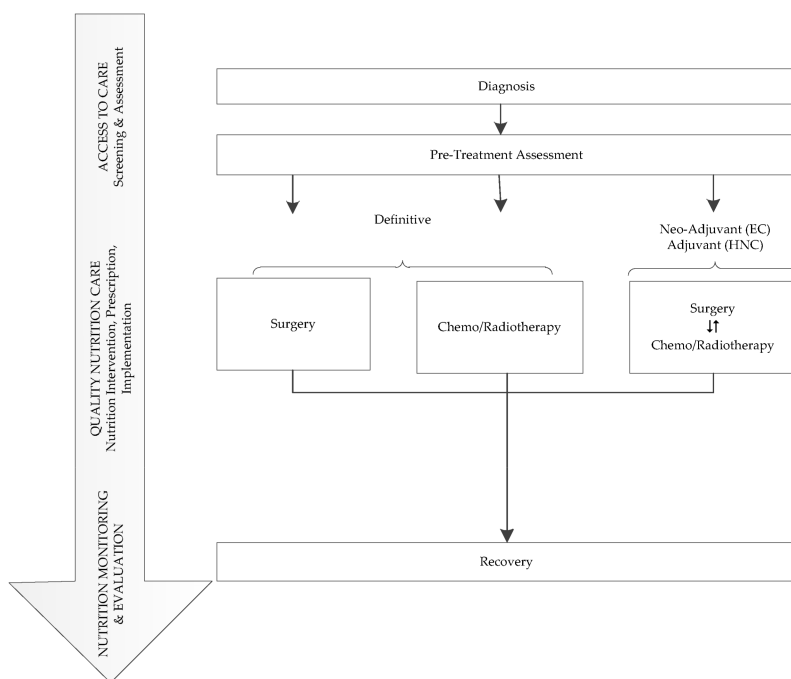 ACCESS TO CARE
Screening & Assessment
QUALITY NUTRITION CARE
Nutrition Intervention, Prescription,
Implementation
NUTRITION MONITORING
& EVALUATION
Diagnosis
Pre-Treatment Assessment
Definitive
Neo-Adjuvant (EC)
Adjuvant (HNC)
Surgery
Chemo/Radiotherapy
Surgery
↓↑
Chemo/Radiotherapy
Recovery